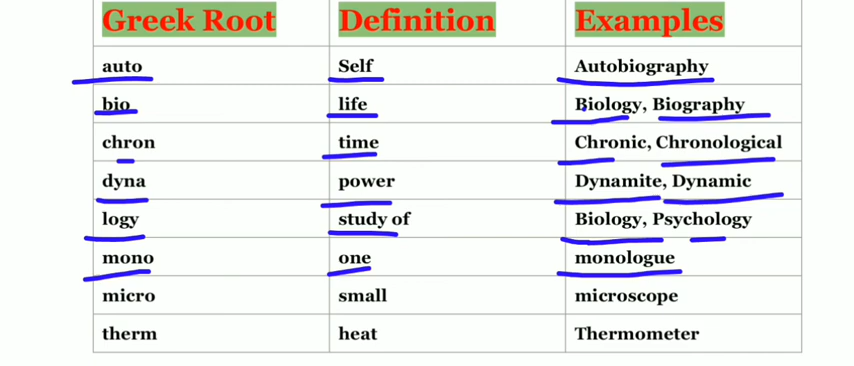 Greek Root Definition Examples
auto Self Autobiography
bio life Biology, Biography
chron time Chronic, Chronological
dyna power Dynamite, Dynamic
logy study of Biology, Psychology
mono one monologue
micro small microscope
therm heat Thermometer